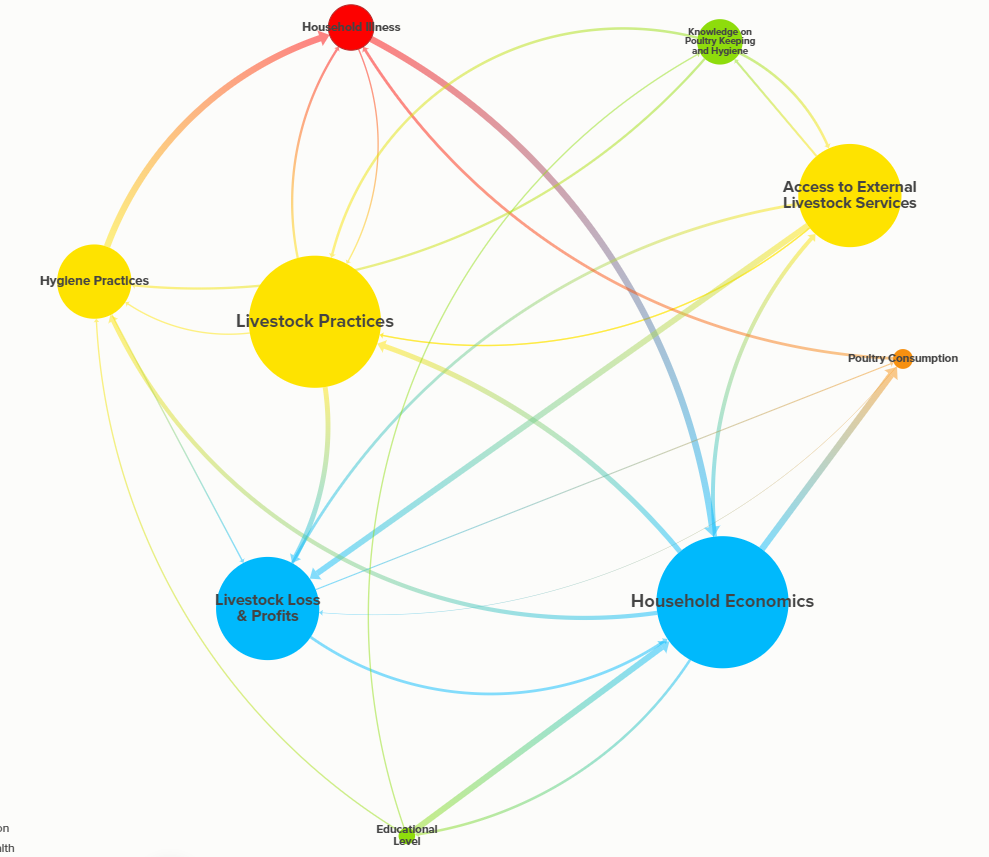 Household Illness
Knowledge on
Poultry Keeping
and Hygiene
Access to External
Livestock Services
Hygiene Practices
Livestock Practices
Poultry Consumption
Livestock Loss
& Profits
Household Economics
Educational
Level
on
lth